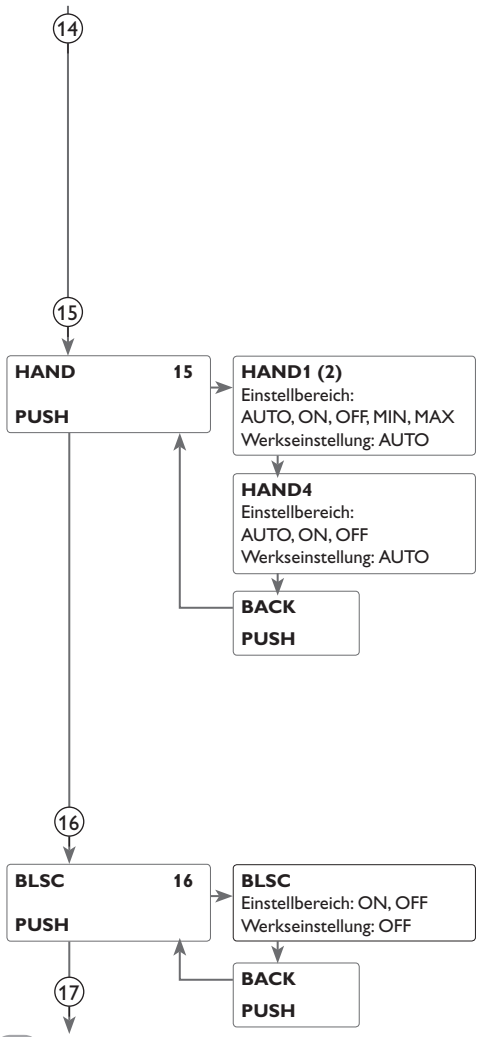 14
15
HAND 15
PUSH
HAND1 (2)
Einstellbereich:
AUTO, ON, OFF, MIN, MAX
Werkseinstellung: AUTO
HAND4
Einstellbereich:
AUTO, ON, OFF
Werkseinstellung: AUTO
BACK
PUSH
16
BLSC 16
PUSH
BLSC
Einstellbereich: ON, OFF
Werkseinstellung: OFF
BACK
PUSH
17